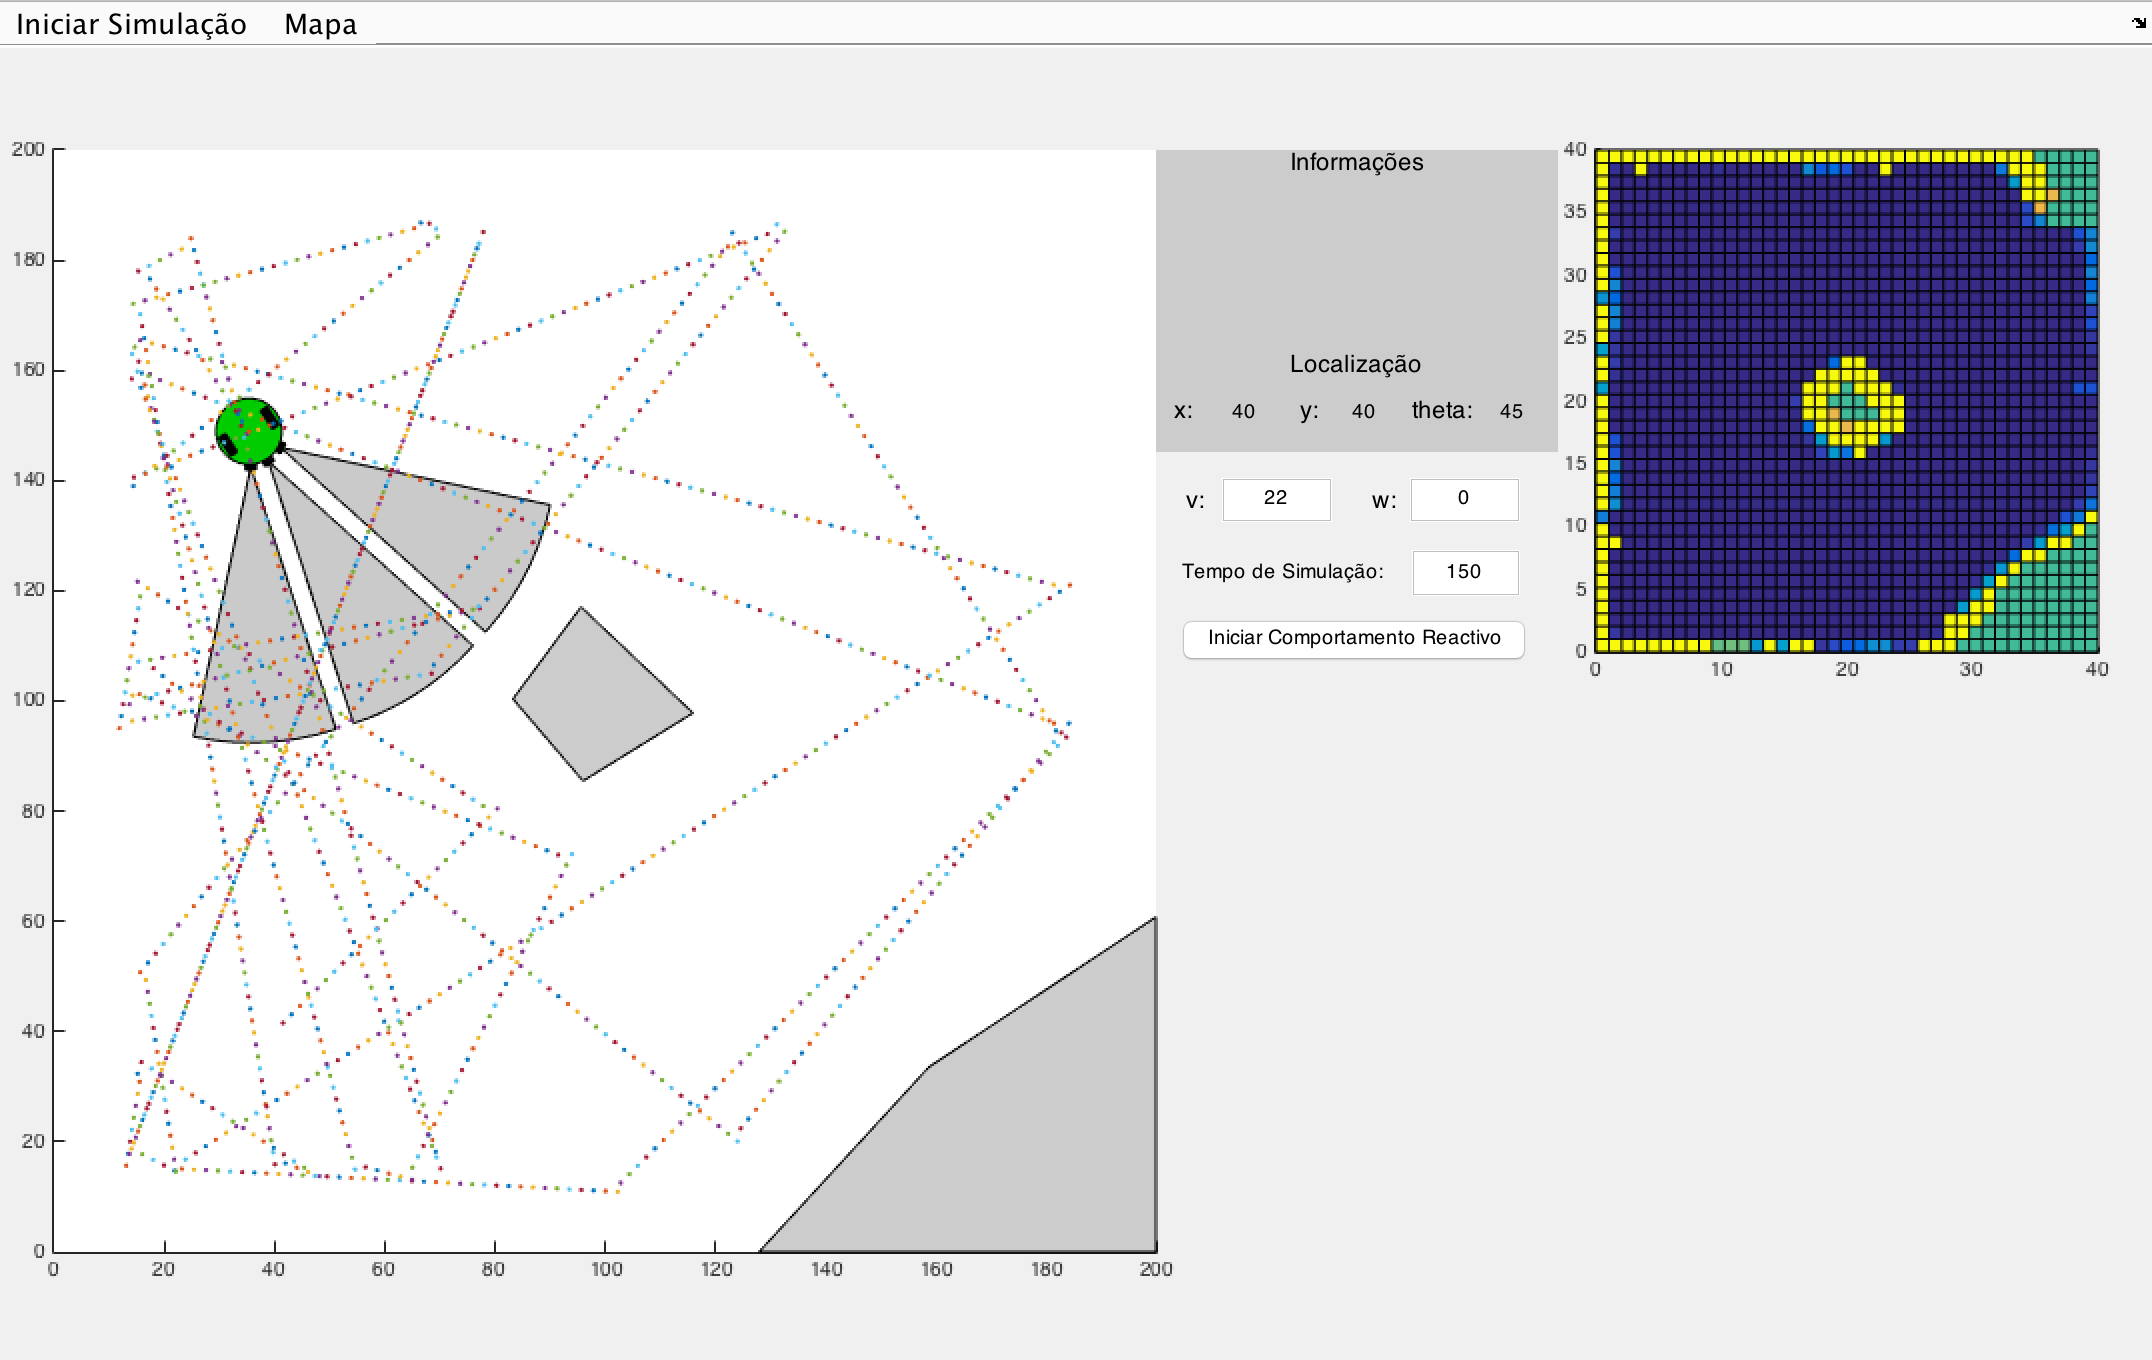 Iniciar Simulação Mapa
200
180
160
140
120
100
80
60
40
20
0
0 20 40 60 80 100 120 140 160 180 200
Informações
Localização
x: 40 y: 40 theta: 45
v: 22 w: 0
Tempo de Simulação: 150
Iniciar Comportamento Reactivo
40
35
30
25
20
15
10
5
0
0 10 20 30 40